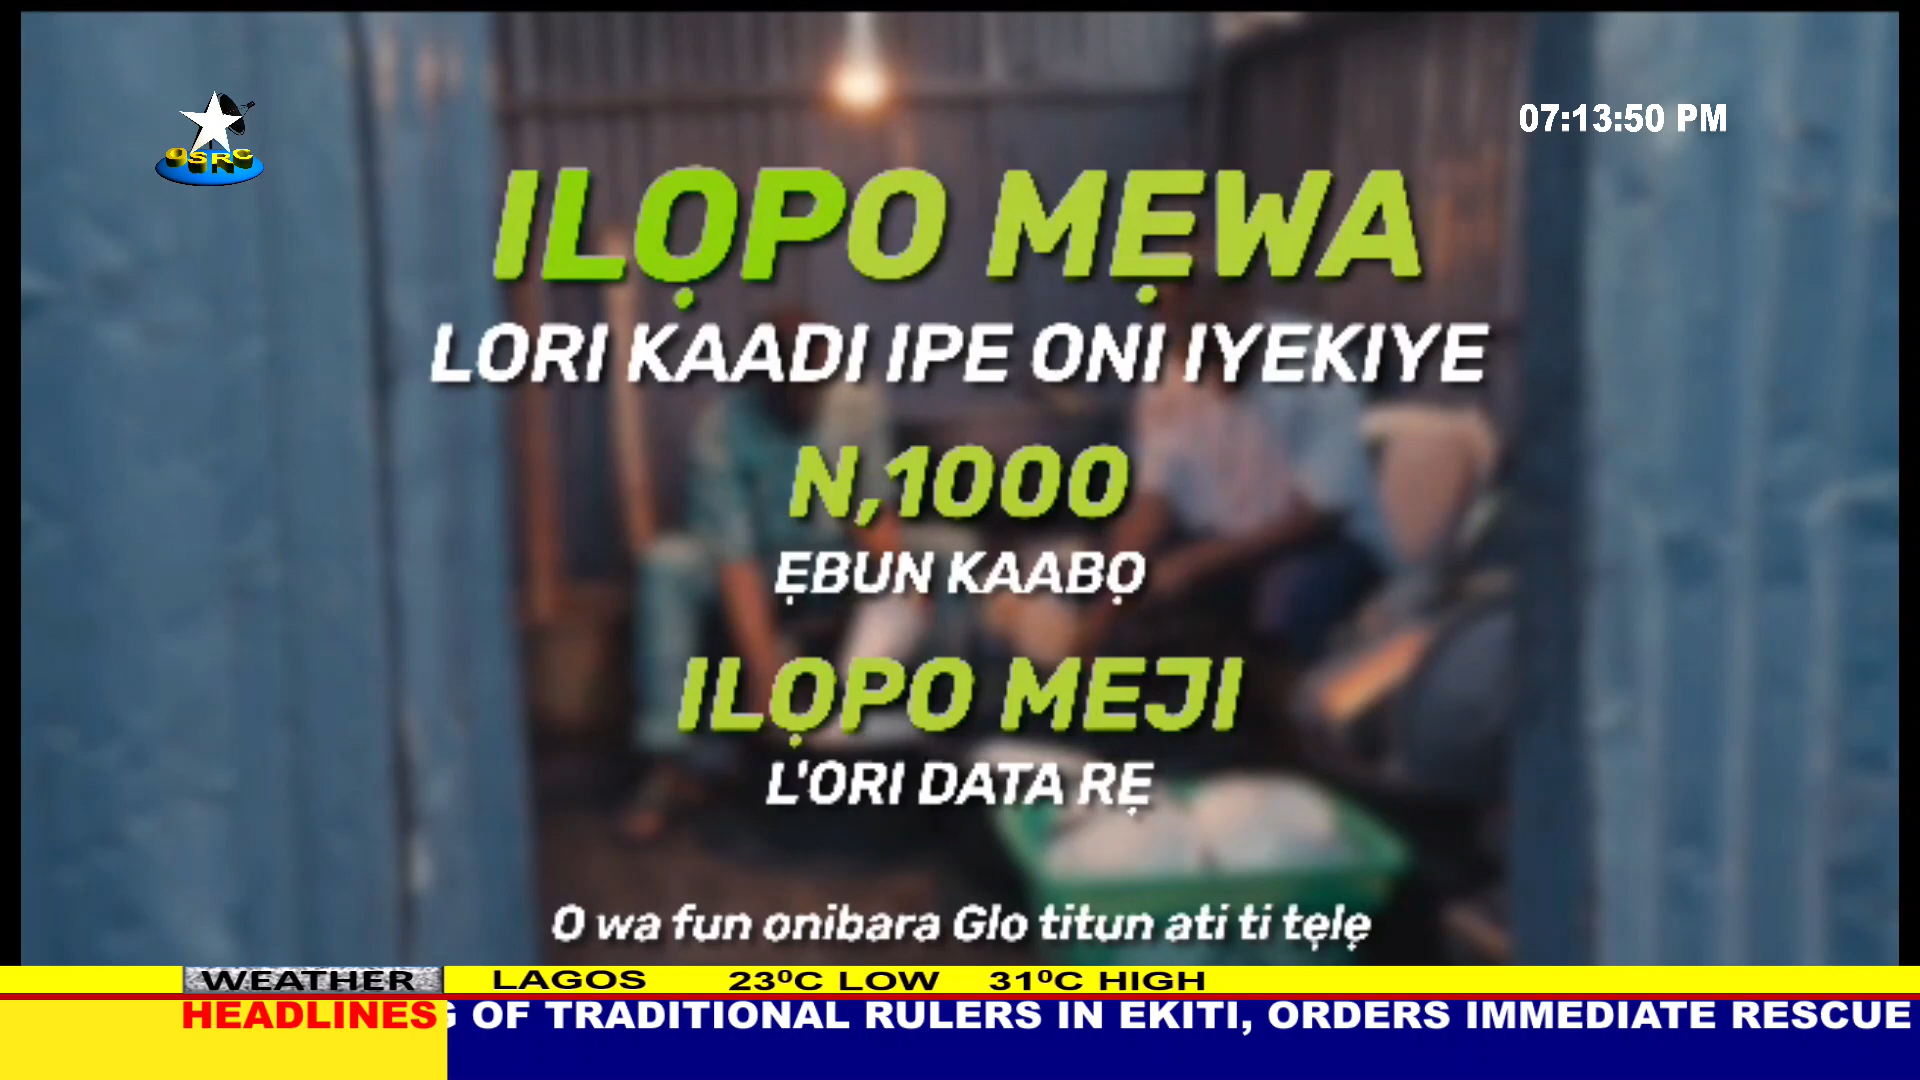 OSRC
07:13:50 PM
ILỌPO MẸWA
LORI KAADI IPE ONI IYEKIYE
N,1000
ẸBUN KAABỌ
ILỌPO MEJI
L'ORI DATA RẸ
O wa fun onibara Glo titun ati ti tẹlẹ
WEATHER LAGOS 23⁰C LOW 31⁰C HIGH
HEADLINES G OF TRADITIONAL RULERS IN EKITI, ORDERS IMMEDIATE RESCUE